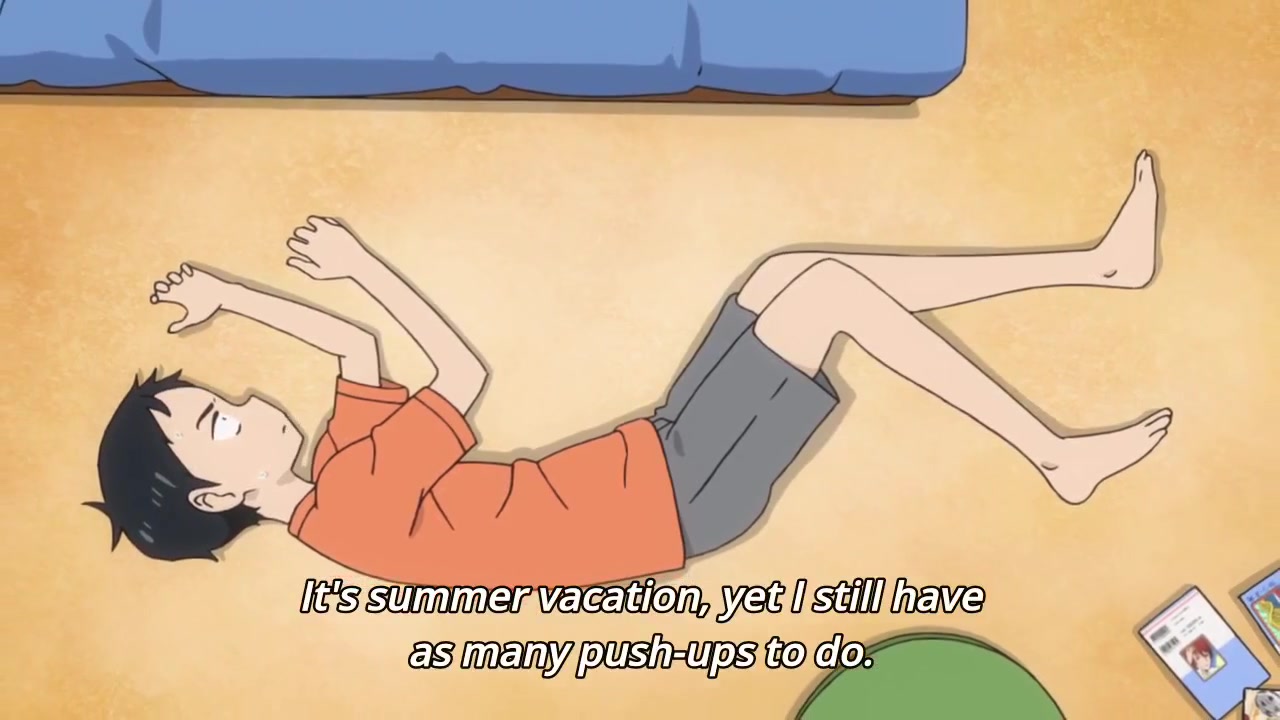 It's summer vacation, yet I still have
as many push-ups to do.